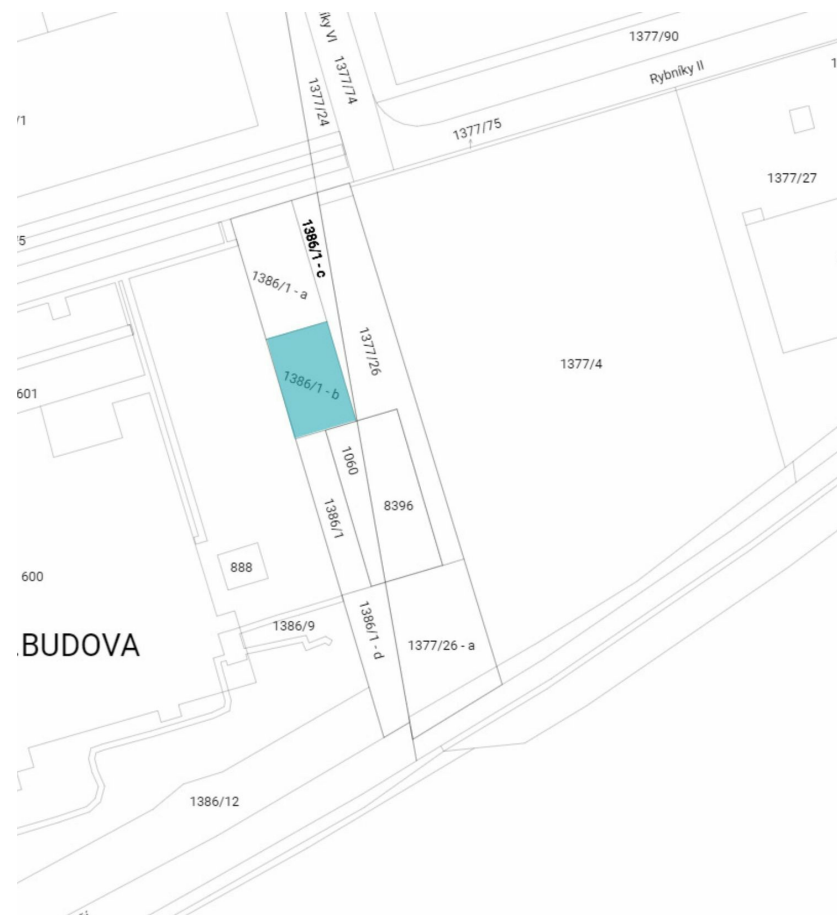 íky VI
1377/90
1377/74
Rybníky II
1377/24
/1
1377/75
1377/27
/5
1386/1 - c
1386/1 - a
1377/26
1377/4
1386/1 - b
601
1060
8396
1386/1
888
600
1386/9
1386/1 - d
.BUDOVA
1377/26 - a
1386/12